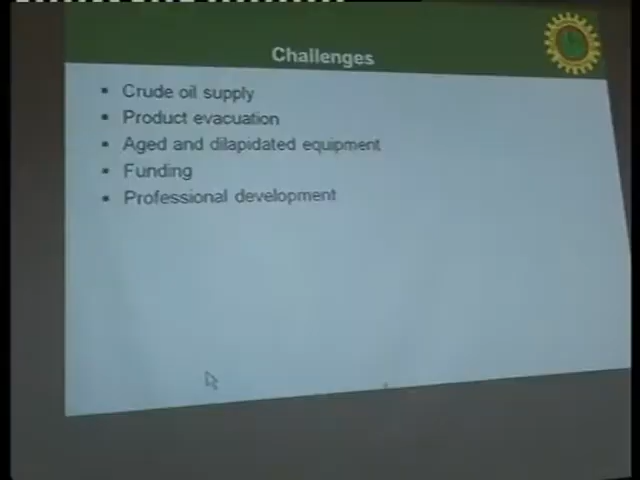 Challenges
Crude oil supply
Product evacuation
Aged and dilapidated equipment
Funding
Professional development